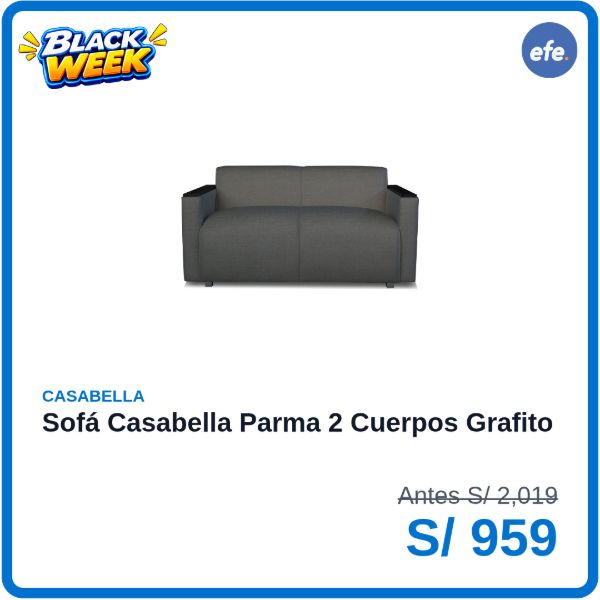 BLACK
WEEK
efe.
CASABELLA
Sofá Casabella Parma 2 Cuerpos Grafito
Antes S/ 2,019
S/ 959